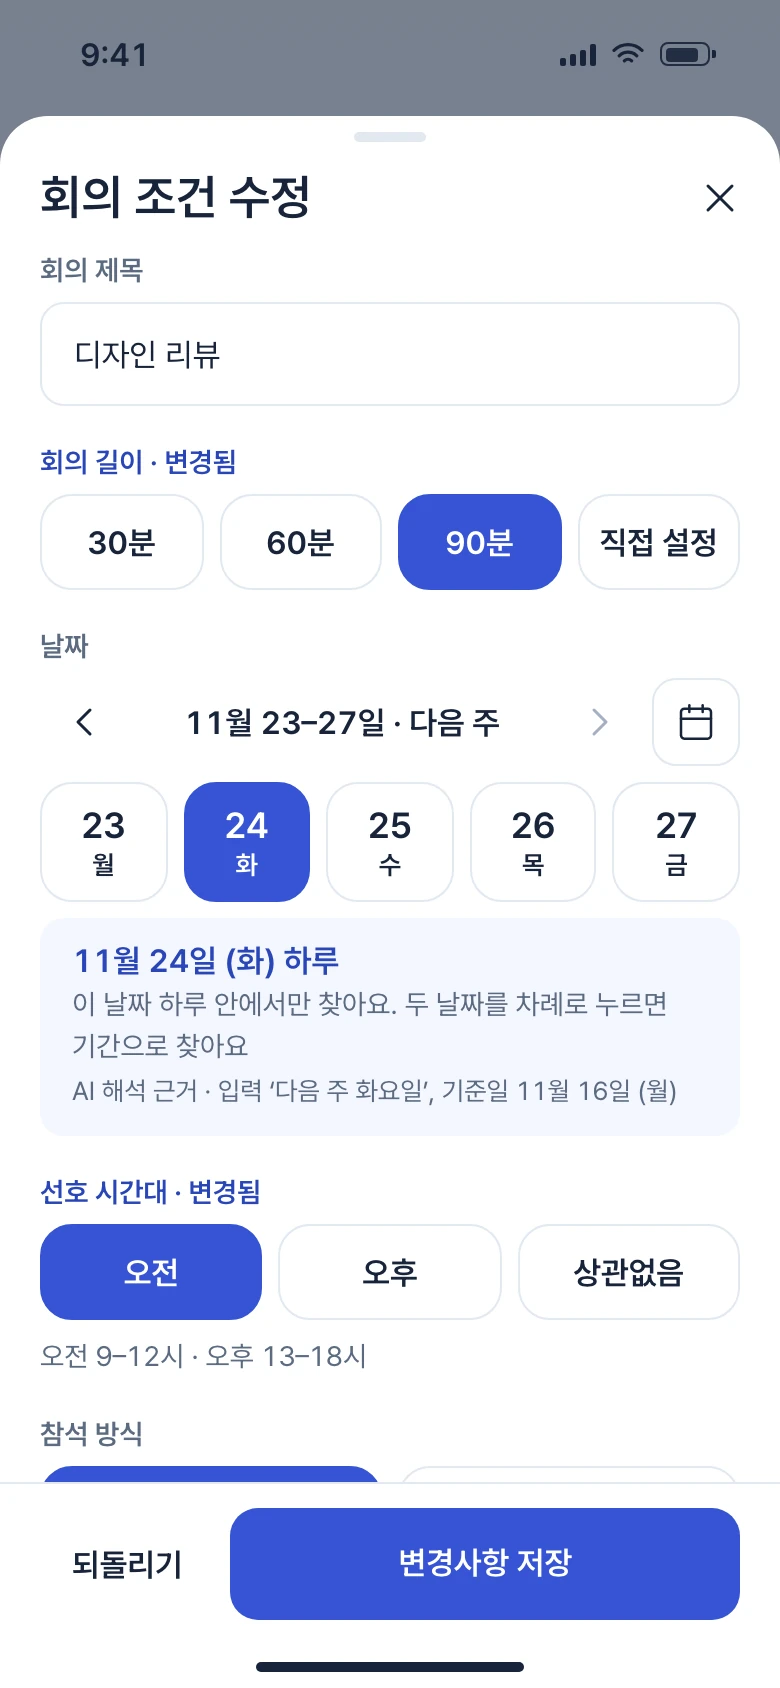 9:41
회의 조건 수정
회의 제목
디자인 리뷰
회의 길이 · 변경됨
30분
60분
90분
직접 설정
날짜
11월 23–27일 · 다음 주
23
월
24
화
25
수
26
목
27
금
11월 24일 (화) 하루
이 날짜 하루 안에서만 찾아요. 두 날짜를 차례로 누르면
기간으로 찾아요
AI 해석 근거 · 입력 ‘다음 주 화요일’, 기준일 11월 16일 (월)
선호 시간대 · 변경됨
오전
오후
상관없음
오전 9–12시 · 오후 13–18시
참석 방식
되돌리기
변경사항 저장